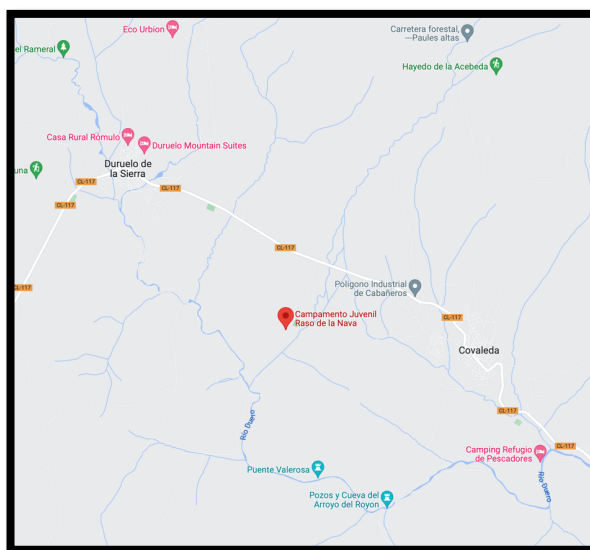 Eco Urbion
Carretera forestal,
—Paules altas
el Rameral
Hayedo de la Acebeda
Casa Rural Rómulo
Duruelo Mountain Suites
Duruelo de
la Sierra
una
CL-117
CL-117
CL-117
CL-117
CL-117
Polígono Industrial
de Cabañeros
Campamento Juvenil
Raso de la Nava
CL-117
Covaleda
CL-117
Río Duero
CL-117
Camping Refugio
de Pescadores
Puente Valerosa
Río Duero
Pozos y Cueva del
Arroyo del Royon